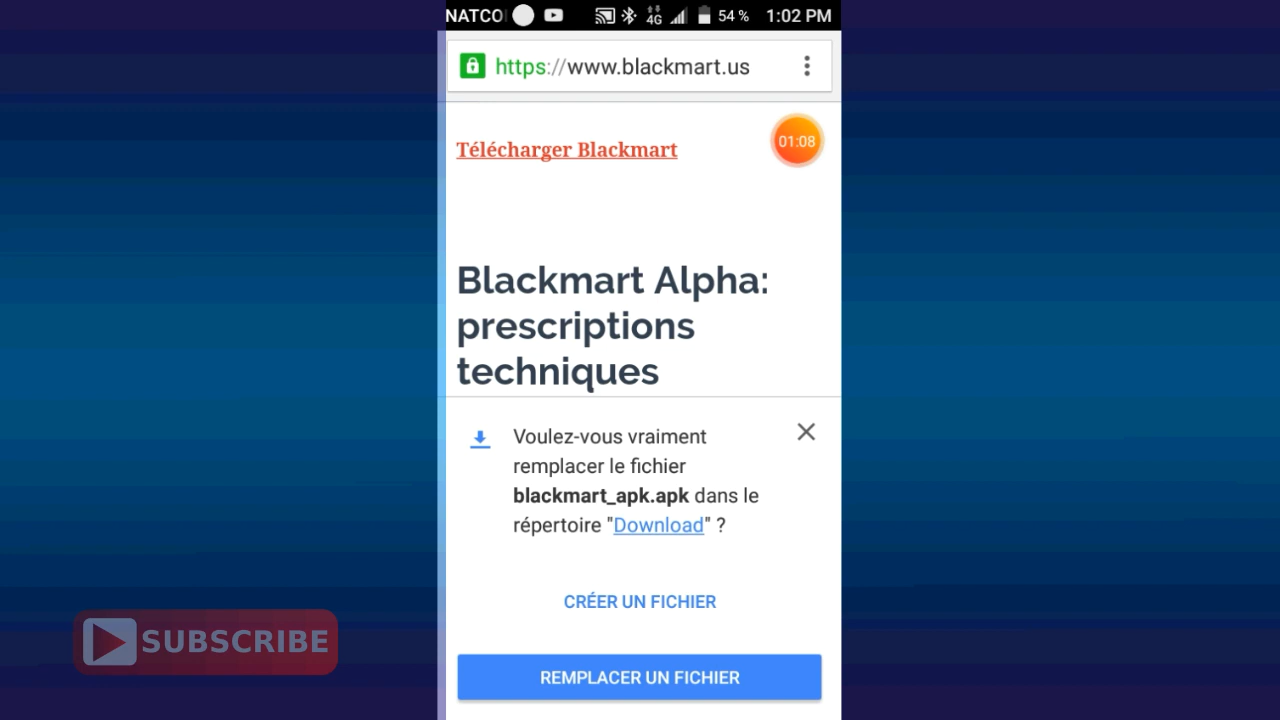 NATCO
4G
54 %
1:02 PM
https://www.blackmart.us
Télécharger Blackmart
01:08
Blackmart Alpha:
prescriptions
techniques
Voulez-vous vraiment
remplacer le fichier
blackmart_apk.apk dans le
répertoire "Download" ?
CRÉER UN FICHIER
REMPLACER UN FICHIER
SUBSCRIBE